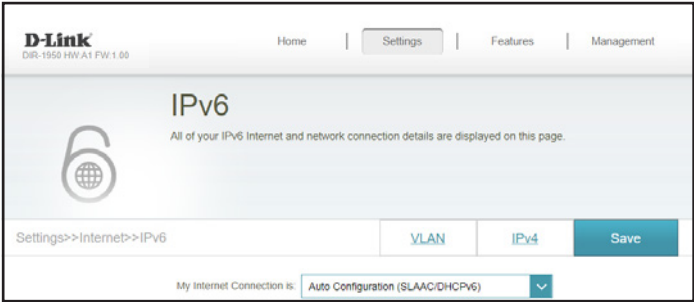 D-Link
DIR-1950 HW:A1 FW:1.00
Home | Settings | Features | Management
IPv6
All of your IPv6 Internet and network connection details are displayed on this page.
Settings>>Internet>>IPv6
VLAN
IPv4
Save
My Internet Connection is: Auto Configuration (SLAAC/DHCPv6)